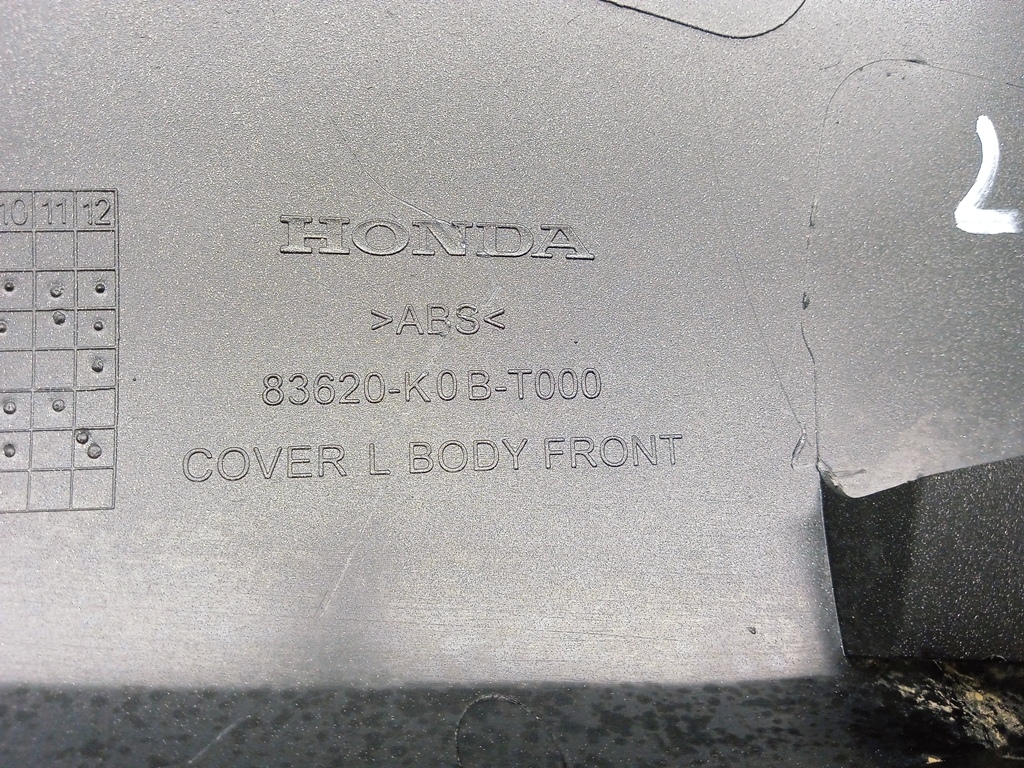 10 11 12
HONDA
>ABS<
83620-K0B-T000
COVER L BODY FRONT
L